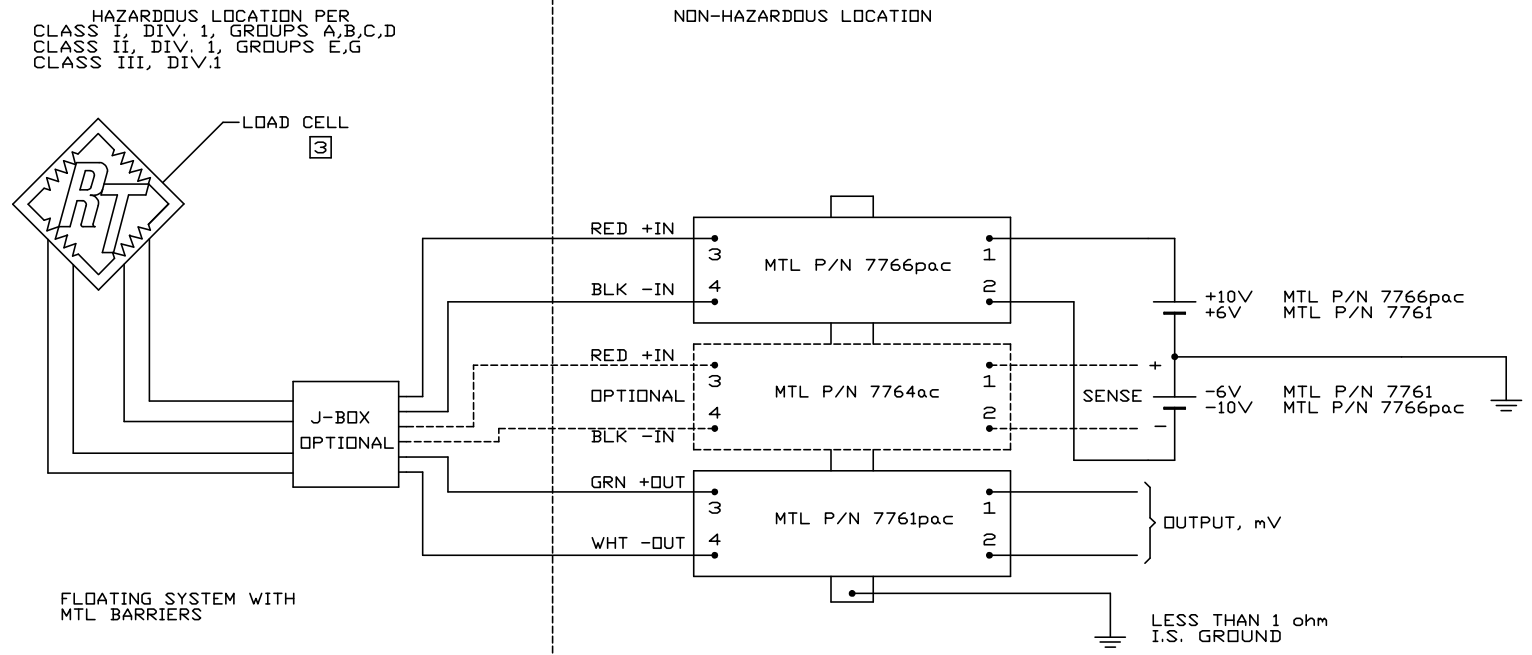 HAZARDOUS LOCATION PER
CLASS I, DIV. 1, GROUPS A,B,C,D
CLASS II, DIV. 1, GROUPS E,G
CLASS III, DIV.1
NON-HAZARDOUS LOCATION
LOAD CELL
3
RT
RED +IN
3
MTL P/N 7766pac
1
BLK -IN
4
2
+10V MTL P/N 7766pac
+6V MTL P/N 7761
RED +IN
3
MTL P/N 7764ac
1
+
OPTIONAL
SENSE
-6V MTL P/N 7761
-10V MTL P/N 7766pac
4
2
-
BLK -IN
J-BOX
OPTIONAL
GRN +OUT
3
MTL P/N 7761pac
1
OUTPUT, mV
WHT -OUT
4
2
FLOATING SYSTEM WITH
MTL BARRIERS
LESS THAN 1 ohm
I.S. GROUND